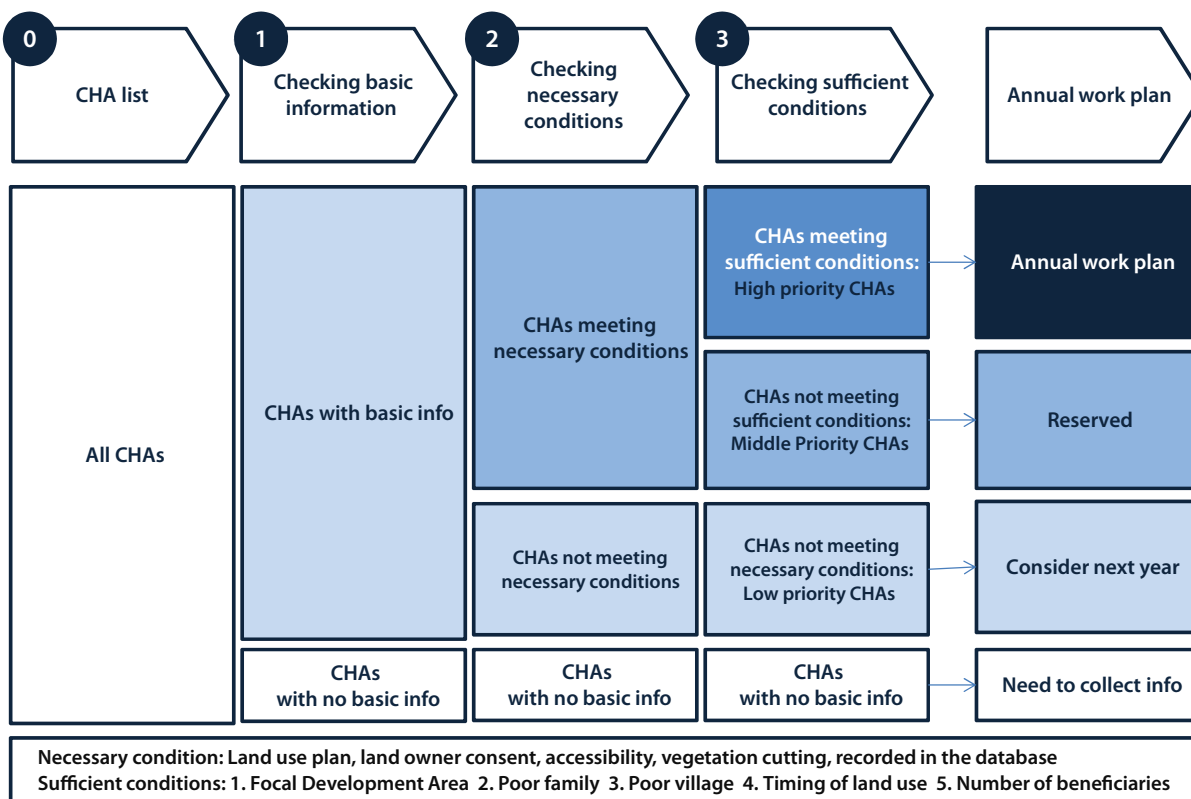 0
CHA list
1
Checking basic
information
2
Checking
necessary
conditions
3
Checking sufficient
conditions
Annual work plan
All CHAs
CHAs with basic info
CHAs
with no basic info
CHAs meeting
necessary conditions
CHAs not meeting
necessary conditions
CHAs
with no basic info
CHAs meeting
sufficient conditions:
High priority CHAs
CHAs not meeting
sufficient conditions:
Middle Priority CHAs
CHAs not meeting
necessary conditions:
Low priority CHAs
CHAs
with no basic info
Annual work plan
Reserved
Consider next year
Need to collect info
Necessary condition: Land use plan, land owner consent, accessibility, vegetation cutting, recorded in the database
Sufficient conditions: 1. Focal Development Area 2. Poor family 3. Poor village 4. Timing of land use 5. Number of beneficiaries